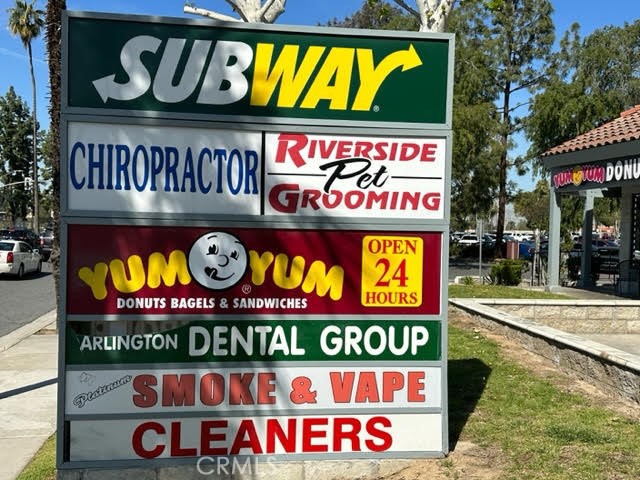 SUBWAY®
CHIROPRACTOR
RIVERSIDE
Pet
GROOMING
YUM YUM®
DONUTS BAGELS & SANDWICHES
OPEN
24
HOURS
ARLINGTON DENTAL GROUP
Platinum SMOKE & VAPE
CLEANERS
YUM YUM DONU
CRMLS